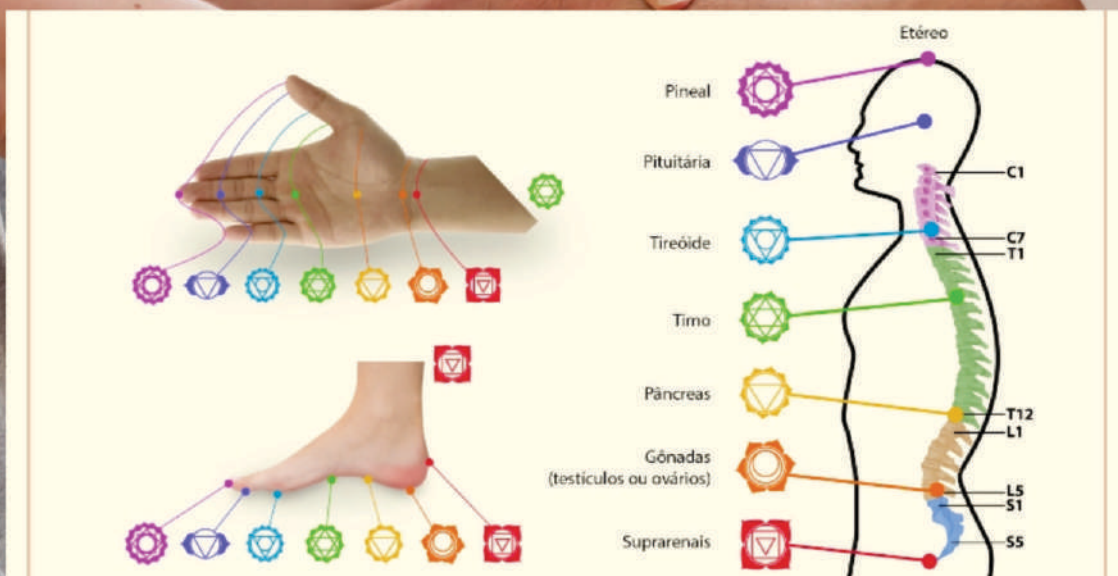 Etéreo
Pineal
Pituitária
C1
Tireóide
C7
T1
Timo
Pâncreas
T12
L1
Gônadas
(testículos ou ovários)
L5
S1
Suprarenais
S5